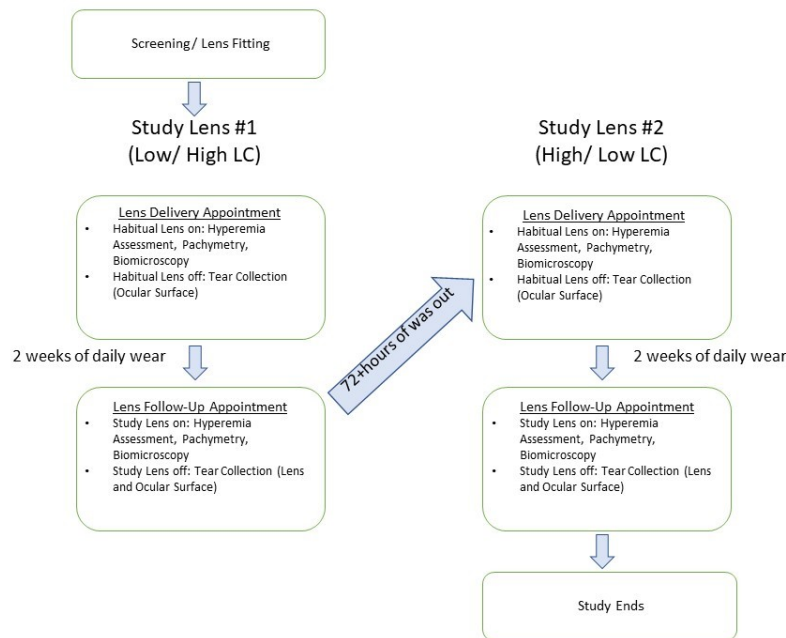 Screening/ Lens Fitting
Study Lens #1
(Low/ High LC)
Lens Delivery Appointment
• Habitual Lens on: Hyperemia
Assessment, Pachymetry,
Biomicroscopy
• Habitual Lens off: Tear Collection
(Ocular Surface)
2 weeks of daily wear
Lens Follow-Up Appointment
• Study Lens on: Hyperemia
Assessment, Pachymetry,
Biomicroscopy
• Study Lens off: Tear Collection (Lens
and Ocular Surface)
72+hours of was out
Study Lens #2
(High/ Low LC)
Lens Delivery Appointment
• Habitual Lens on: Hyperemia
Assessment, Pachymetry,
Biomicroscopy
• Habitual Lens off: Tear Collection
(Ocular Surface)
2 weeks of daily wear
Lens Follow-Up Appointment
• Study Lens on: Hyperemia
Assessment, Pachymetry,
Biomicroscopy
• Study Lens off: Tear Collection (Lens
and Ocular Surface)
Study Ends